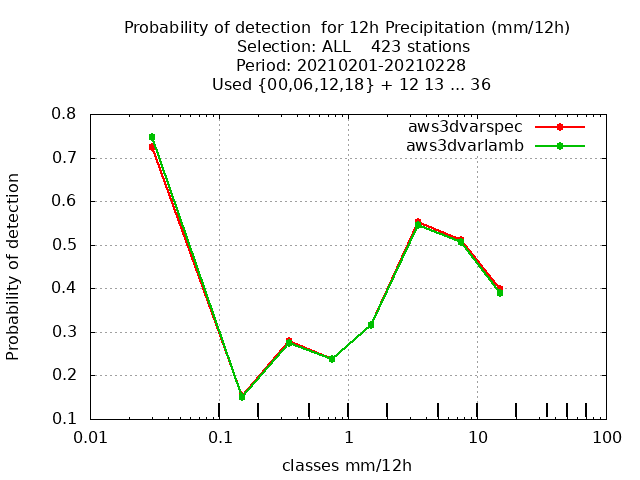 Probability of detection  for 12h Precipitation (mm/12h)
Selection: ALL    423 stations
Period: 20210201-20210228
Used {00,06,12,18} + 12 13 ... 36
aws3dvarspec
aws3dvarlamb
Probability of detection
0.8
0.7
0.6
0.5
0.4
0.3
0.2
0.1
0.01 0.1 1 10 100
classes mm/12h